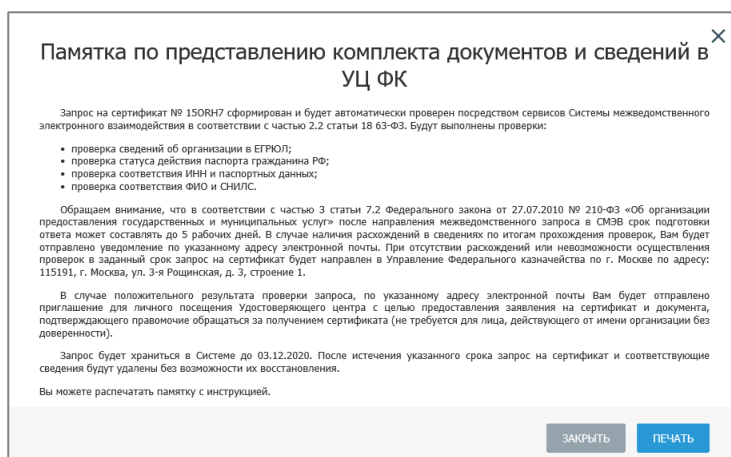 Памятка по представлению комплекта документов и сведений в
УЦ ФК
Запрос на сертификат № 15ORH7 сформирован и будет автоматически проверен посредством сервисов Системы межведомственного
электронного взаимодействия в соответствии с частью 2.2 статьи 18 63-ФЗ. Будут выполнены проверки:
• проверка сведений об организации в ЕГРЮЛ;
• проверка статуса действия паспорта гражданина РФ;
• проверка соответствия ИНН и паспортных данных;
• проверка соответствия ФИО и СНИЛС.
Обращаем внимание, что в соответствии с частью 3 статьи 7.2 Федерального закона от 27.07.2010 № 210-ФЗ «Об организации
предоставления государственных и муниципальных услуг» после направления межведомственного запроса в СМЭВ срок подготовки
ответа может составлять до 5 рабочих дней. В случае наличия расхождений в сведениях по итогам прохождения проверок, Вам будет
отправлено уведомление по указанному адресу электронной почты. При отсутствии расхождений или невозможности осуществления
проверок в заданный срок запрос на сертификат будет направлен в Управление Федерального казначейства по г. Москве по адресу:
115191, г. Москва, ул. 3-я Рощинская, д. 3, строение 1.
В случае положительного результата проверки запроса, по указанному адресу электронной почты Вам будет отправлено
приглашение для личного посещения Удостоверяющего центра с целью предоставления заявления на сертификат и документа,
подтверждающего правомочие обращаться за получением сертификата (не требуется для лица, действующего от имени организации без
доверенности).
Запрос будет храниться в Системе до 03.12.2020. После истечения указанного срока запрос на сертификат и соответствующие
сведения будут удалены без возможности их восстановления.
Вы можете распечатать памятку с инструкцией.
ЗАКРЫТЬ ПЕЧАТЬ